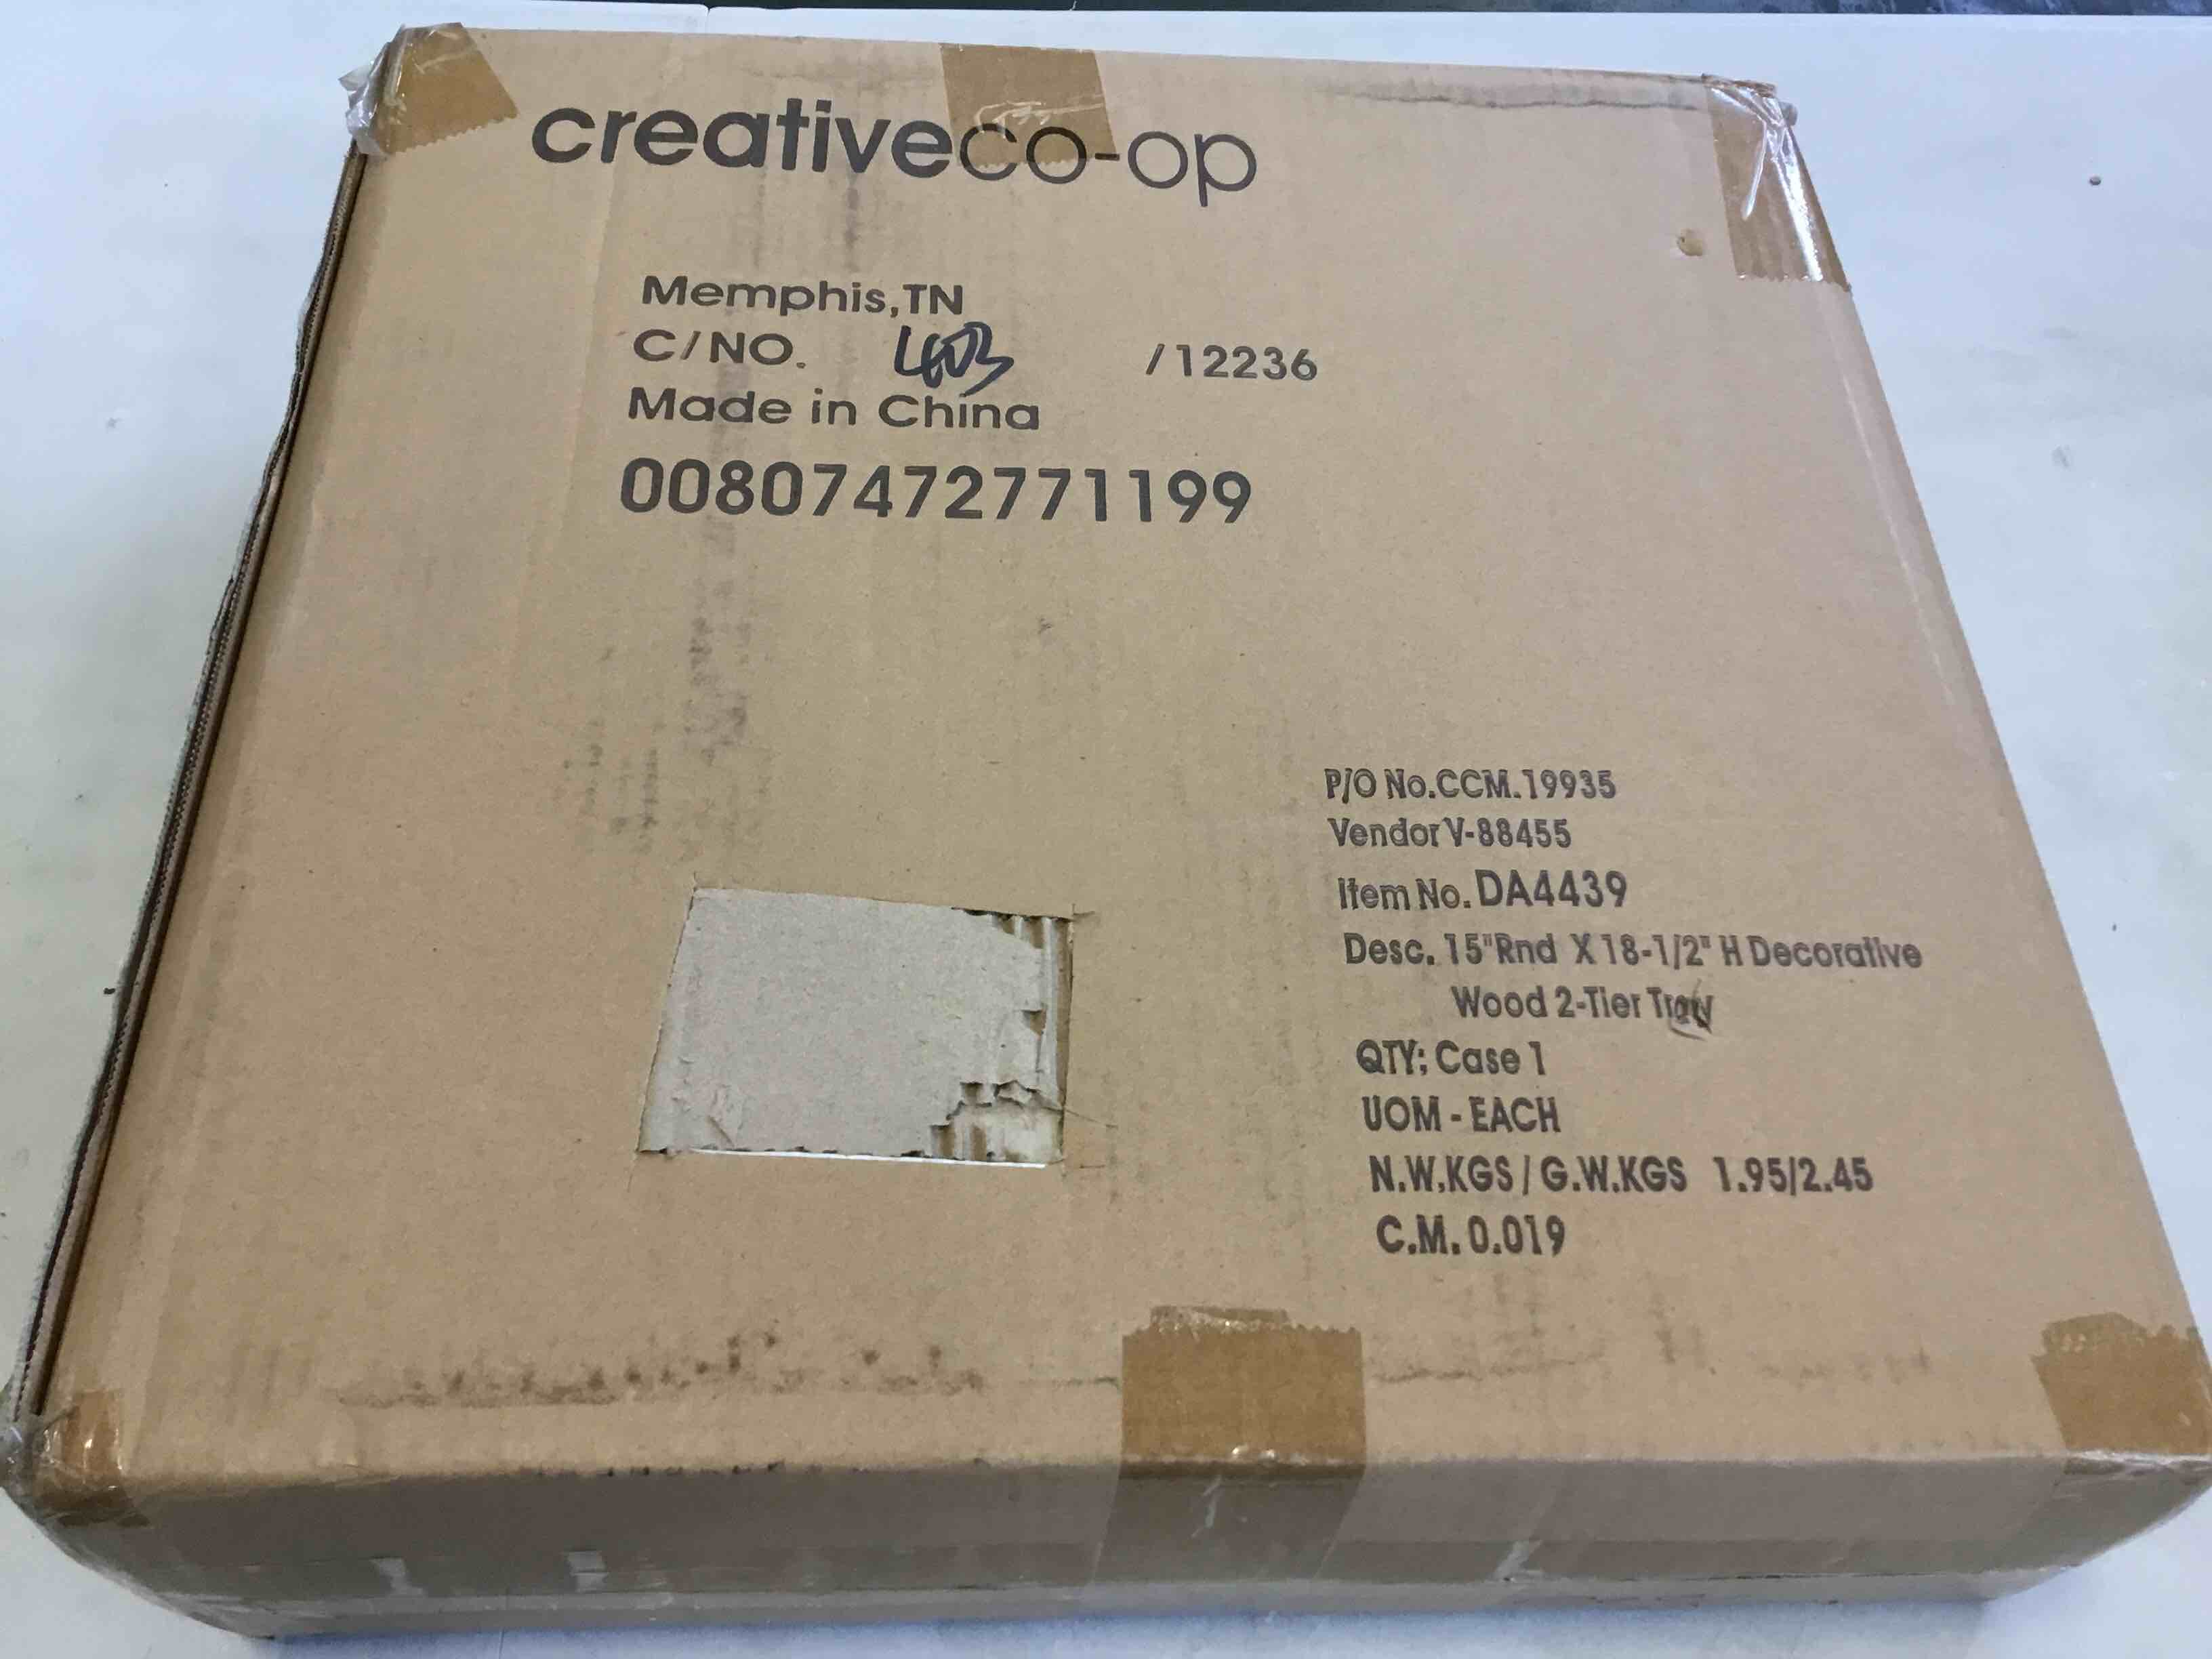 creativeco-op
Memphis,TN
C/NO. /12236
Made in China
00807472771199
P/O No.CCM.19935
Vendor V-88455
Item No. DA4439
Desc. 15"Rnd X 18-1/2" H Decorative
Wood 2-Tier Tray
QTY; Case 1
UOM - EACH
N.W.KGS / G.W.KGS 1.95/2.45
C.M. 0.019